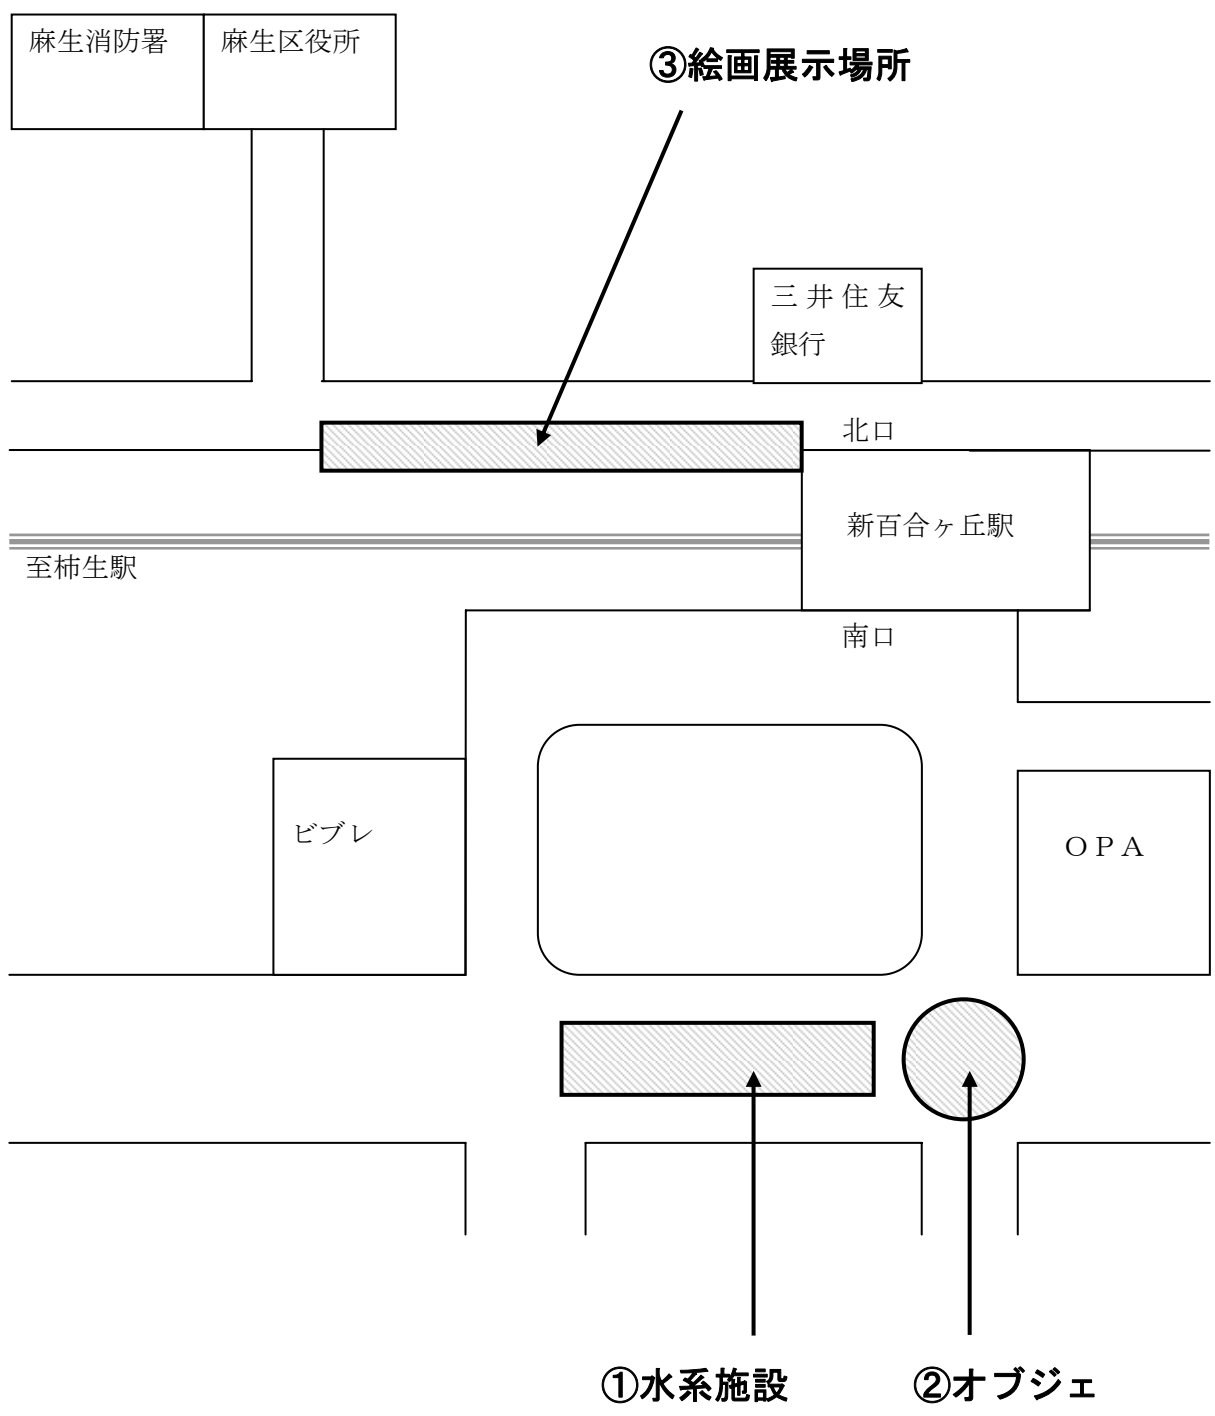 麻生消防署
麻生区役所
③絵画展示場所
三井住友
銀行
北口
新百合ヶ丘駅
至柿生駅
南口
ビブレ
ＯＰＡ
①水系施設
②オブジェ